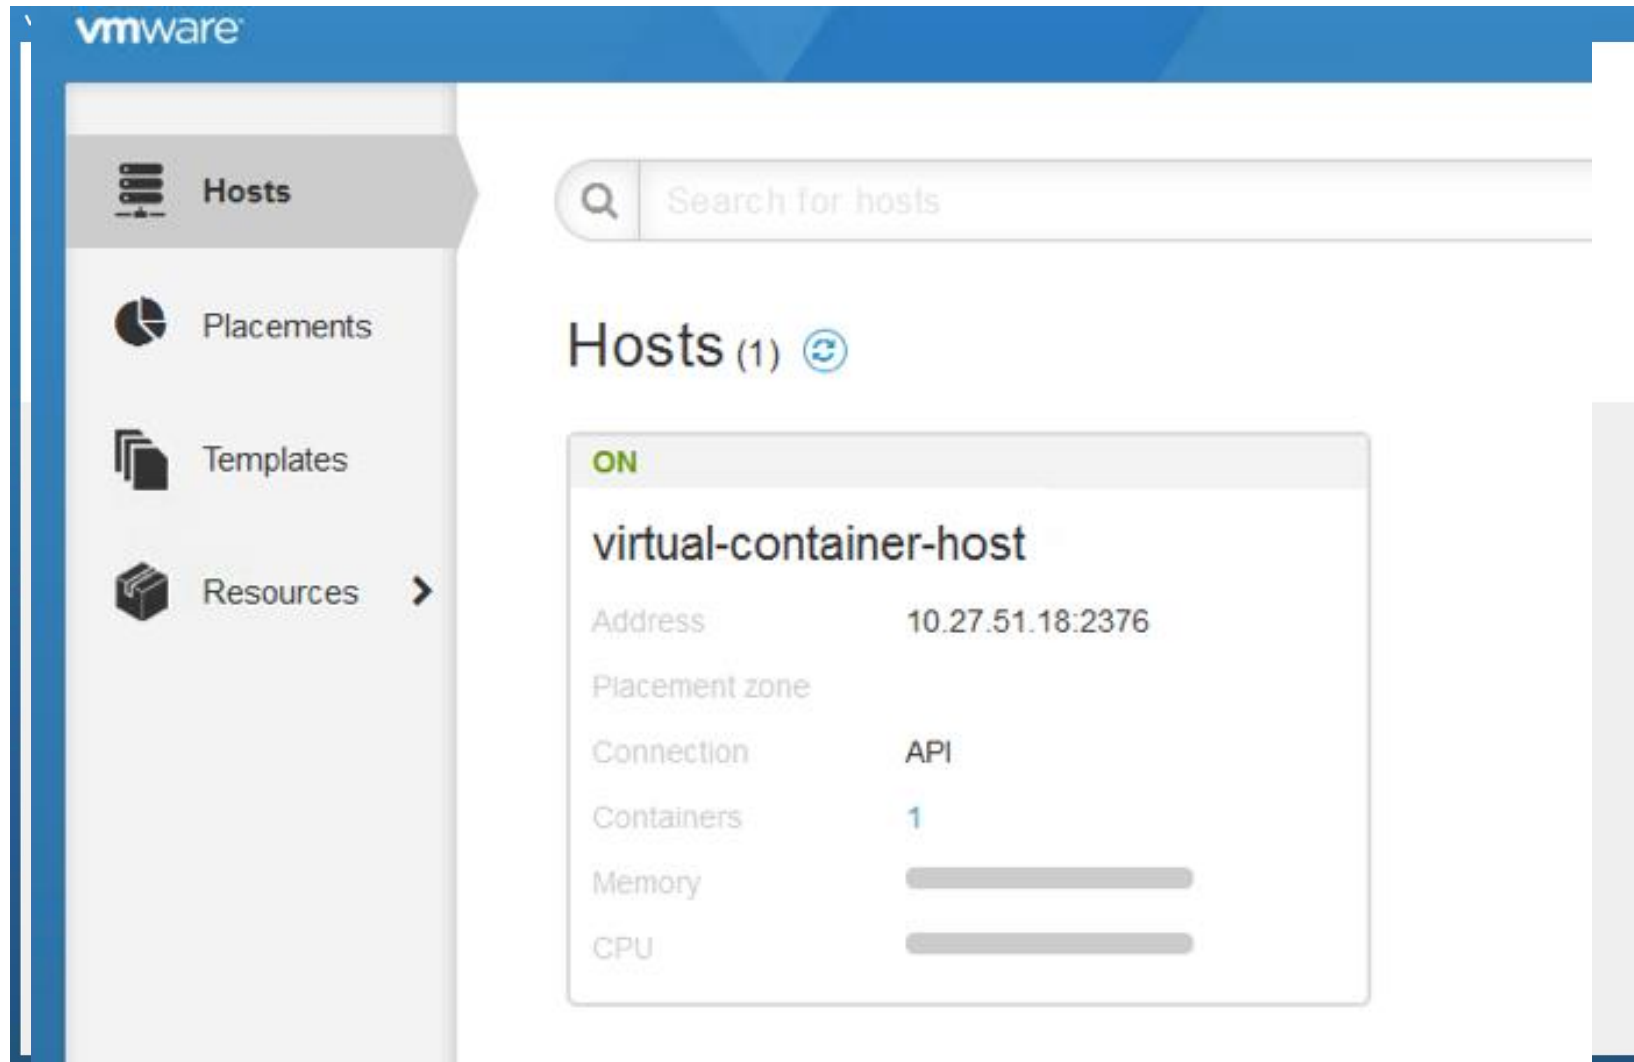 vmware
Hosts
Placements
Templates
Resources
Search for hosts
Hosts (1)
ON
virtual-container-host
Address 10.27.51.18:2376
Placement zone
Connection API
Containers 1
Memory
CPU